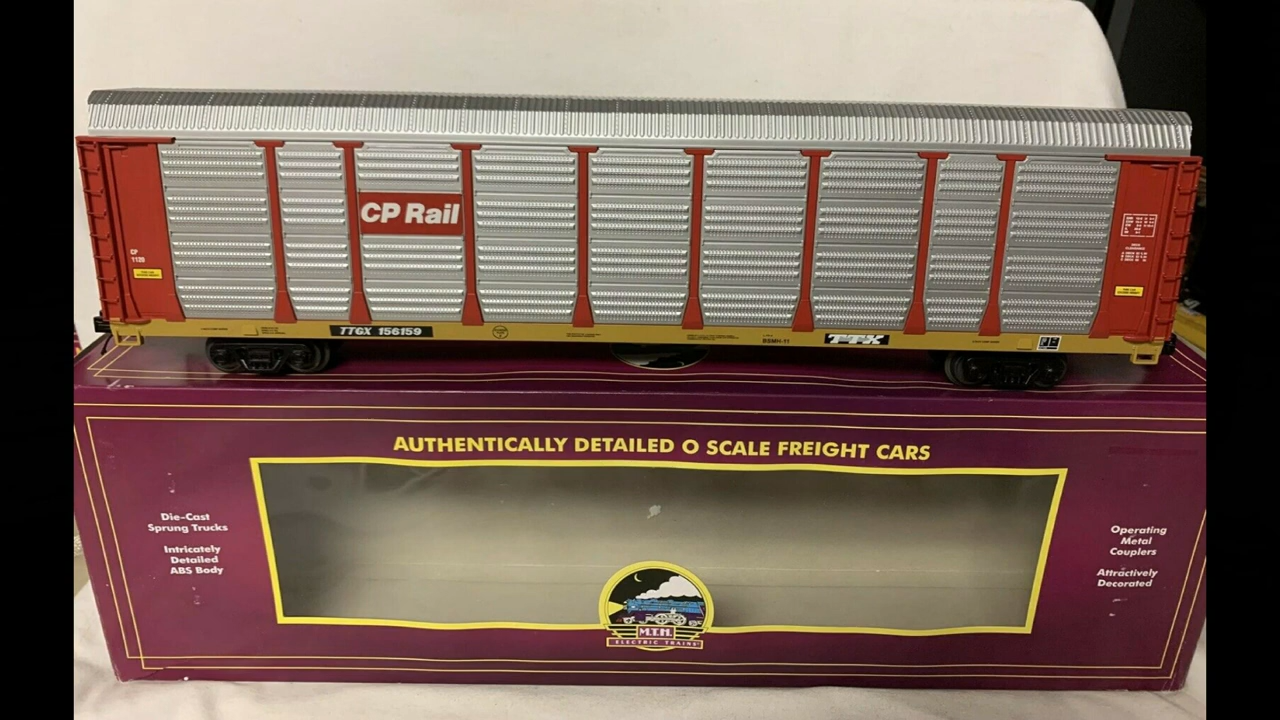 CP Rail
CP
1120
TTGX 156159
BSMH-11
TTX
AUTHENTICALLY DETAILED O SCALE FREIGHT CARS
Die-Cast
Sprung Trucks
Intricately
Detailed
ABS Body
Operating
Metal
Couplers
Attractively
Decorated
M.T.H.
ELECTRIC TRAINS